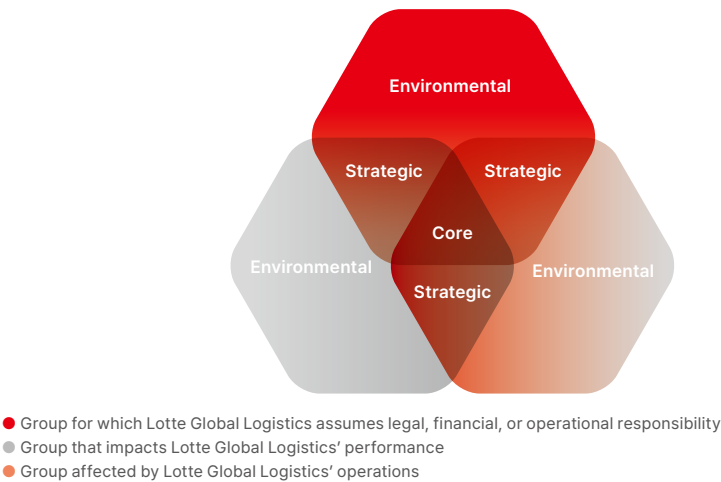 Environmental
Strategic
Strategic
Core
Environmental
Environmental
Strategic
Group for which Lotte Global Logistics assumes legal, financial, or operational responsibility
Group that impacts Lotte Global Logistics’ performance
Group affected by Lotte Global Logistics’ operations